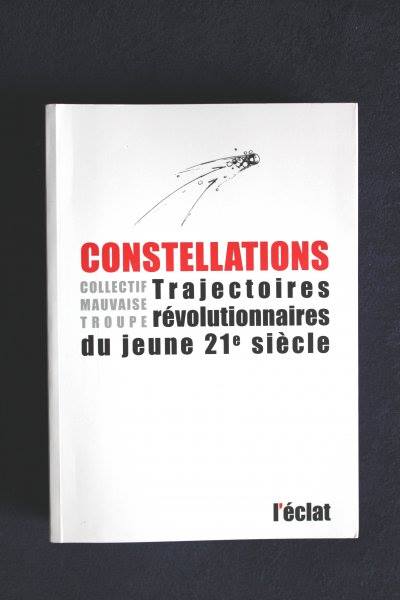 CONSTELLATIONS
COLLECTIF
MAUVAISE
TROUPE
Trajectoires
révolutionnaires
du jeune 21e siècle
l'éclat